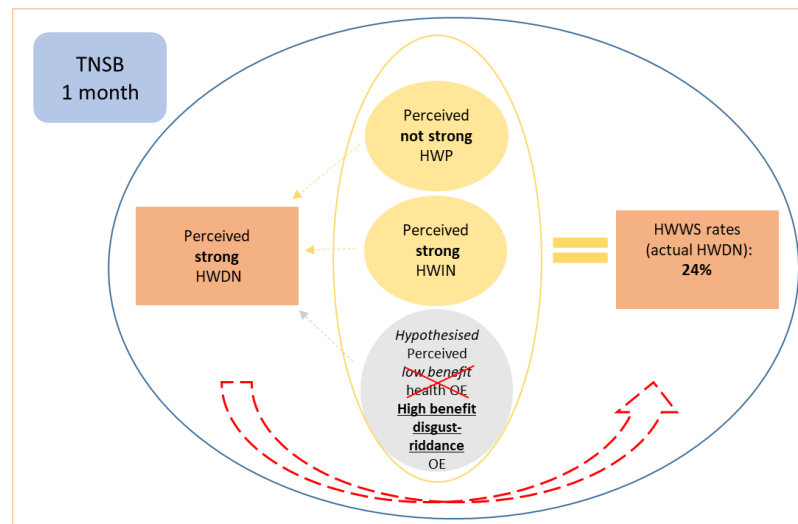 TNSB
1 month
Perceived
not strong
HWP
Perceived
strong
HWDN
Perceived
strong
HWIN
HWWS rates
(actual HWDN):
24%
Hypothesised
Perceived
low benefit
health OE
High benefit
disgust-
riddance
OE